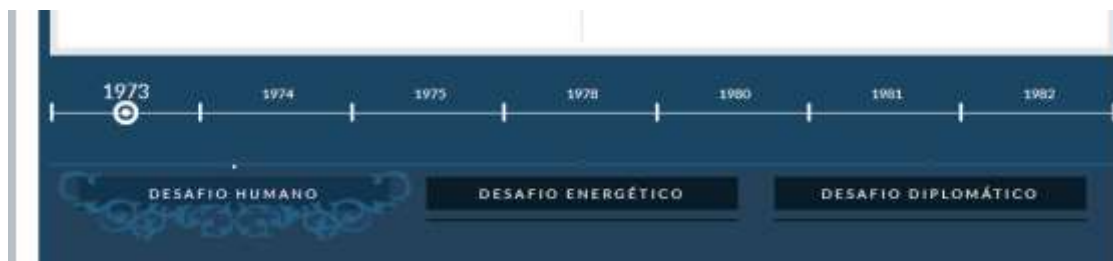 1973 1974 1975 1978 1980 1981 1982
DESAFIO HUMANO DESAFIO ENERGÉTICO DESAFIO DIPLOMÁTICO